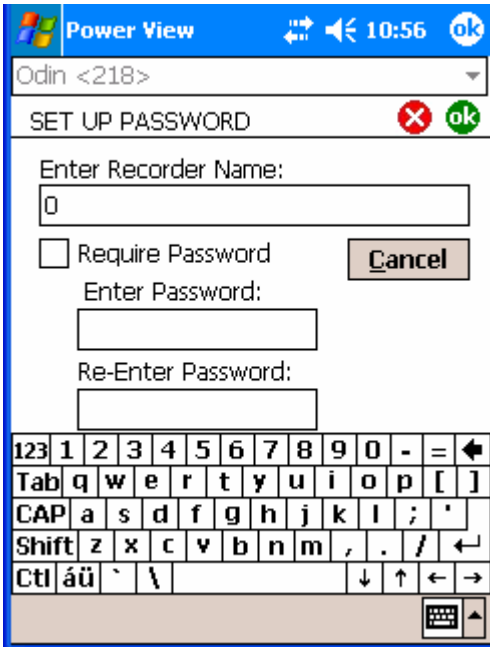 Power View 10:56 ok
Odin <218>
SET UP PASSWORD ok
Enter Recorder Name:
0
Require Password Cancel
Enter Password:
Re-Enter Password:
123 1 2 3 4 5 6 7 8 9 0 - =
Tab q w e r t y u i o p [ ]
CAP a s d f g h j k l ; '
Shift z x c v b n m , . /
Ctl áü ` \ ↓ ↑ ← →